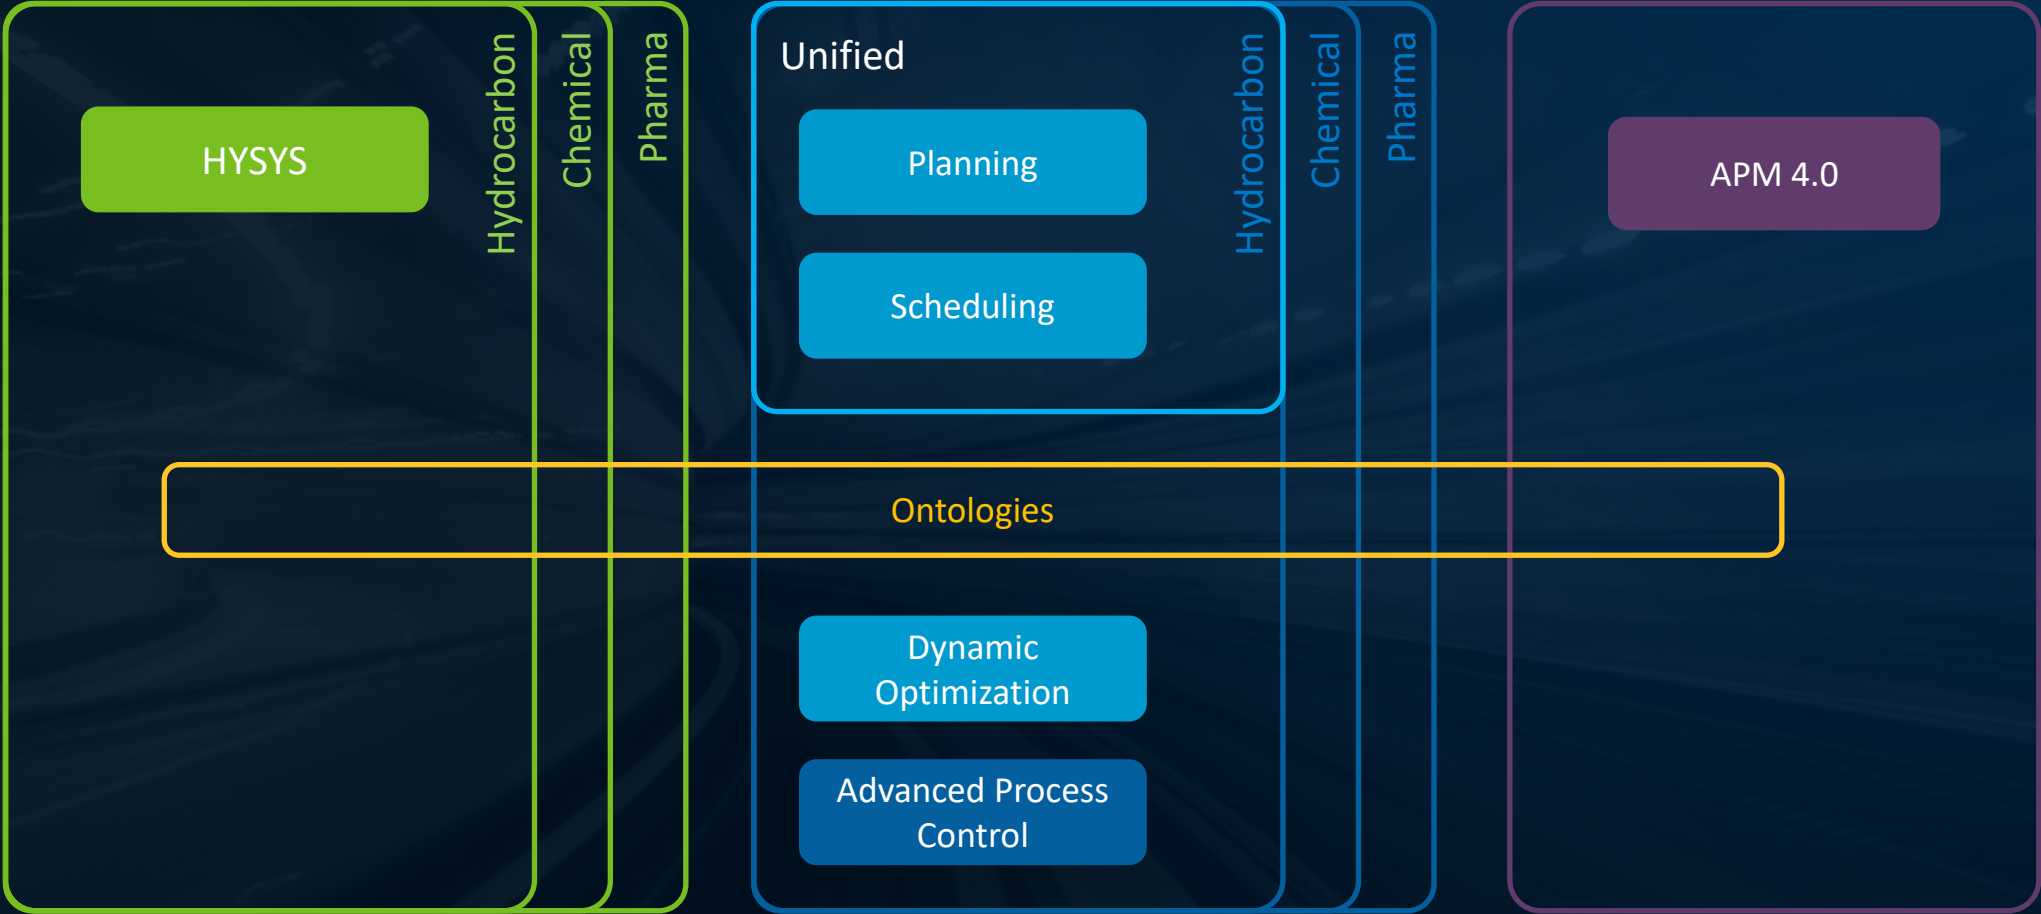 HYSYS
Hydrocarbon
Chemical
Pharma
Unified
Planning
Scheduling
Hydrocarbon
Chemical
Pharma
APM 4.0
Ontologies
Dynamic
Optimization
Advanced Process
Control